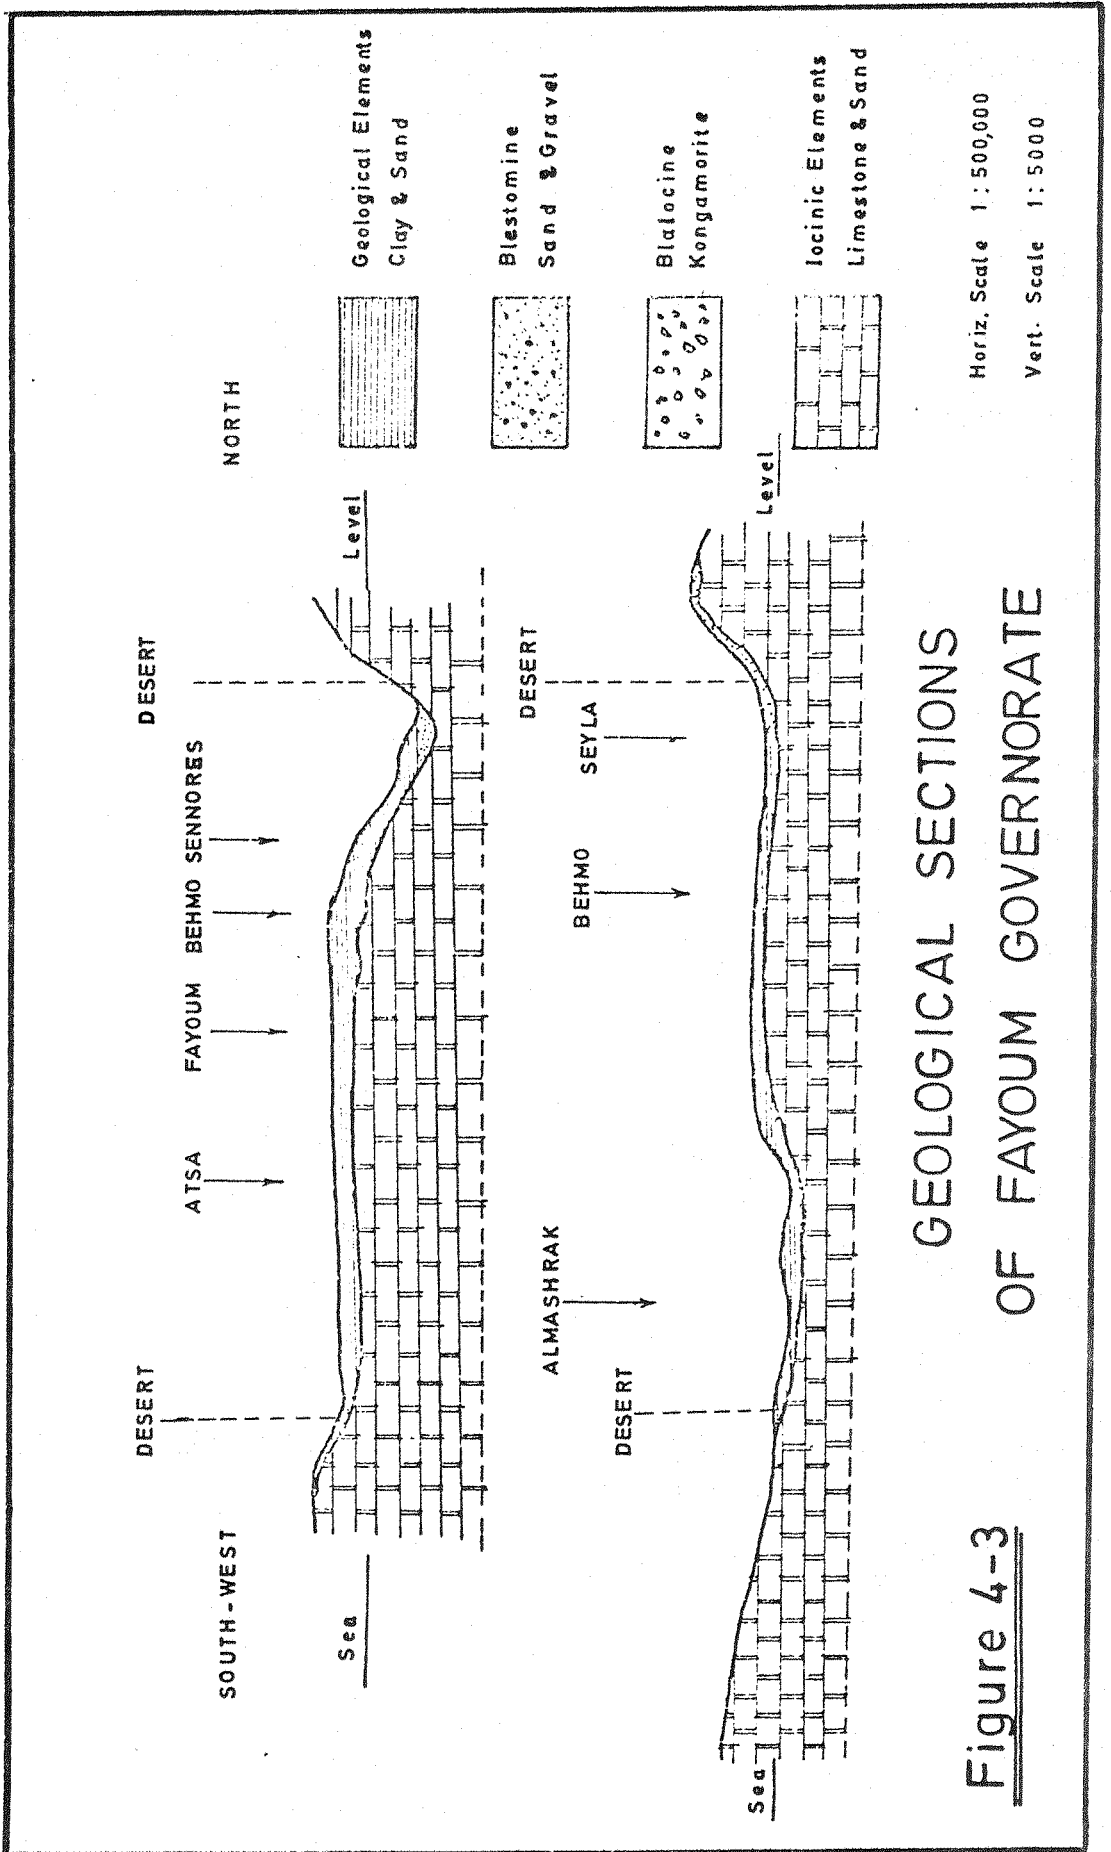 SOUTH-WEST
NORTH
DESERT
ATSA
FAYOUM
BEHMO
SENNORES
DESERT
Sea
Level
DESERT
ALMASHRAK
BEHMO
SEYLA
DESERT
Sea
Level
Geological Elements
Clay & Sand
Blestomine
Sand & Gravel
Blalocine
Kongamorite
Iocinic Elements
Limestone & Sand
Horiz. Scale 1:500,000
Vert. Scale 1:5000
GEOLOGICAL SECTIONS
OF FAYOUM GOVERNORATE
Figure 4-3